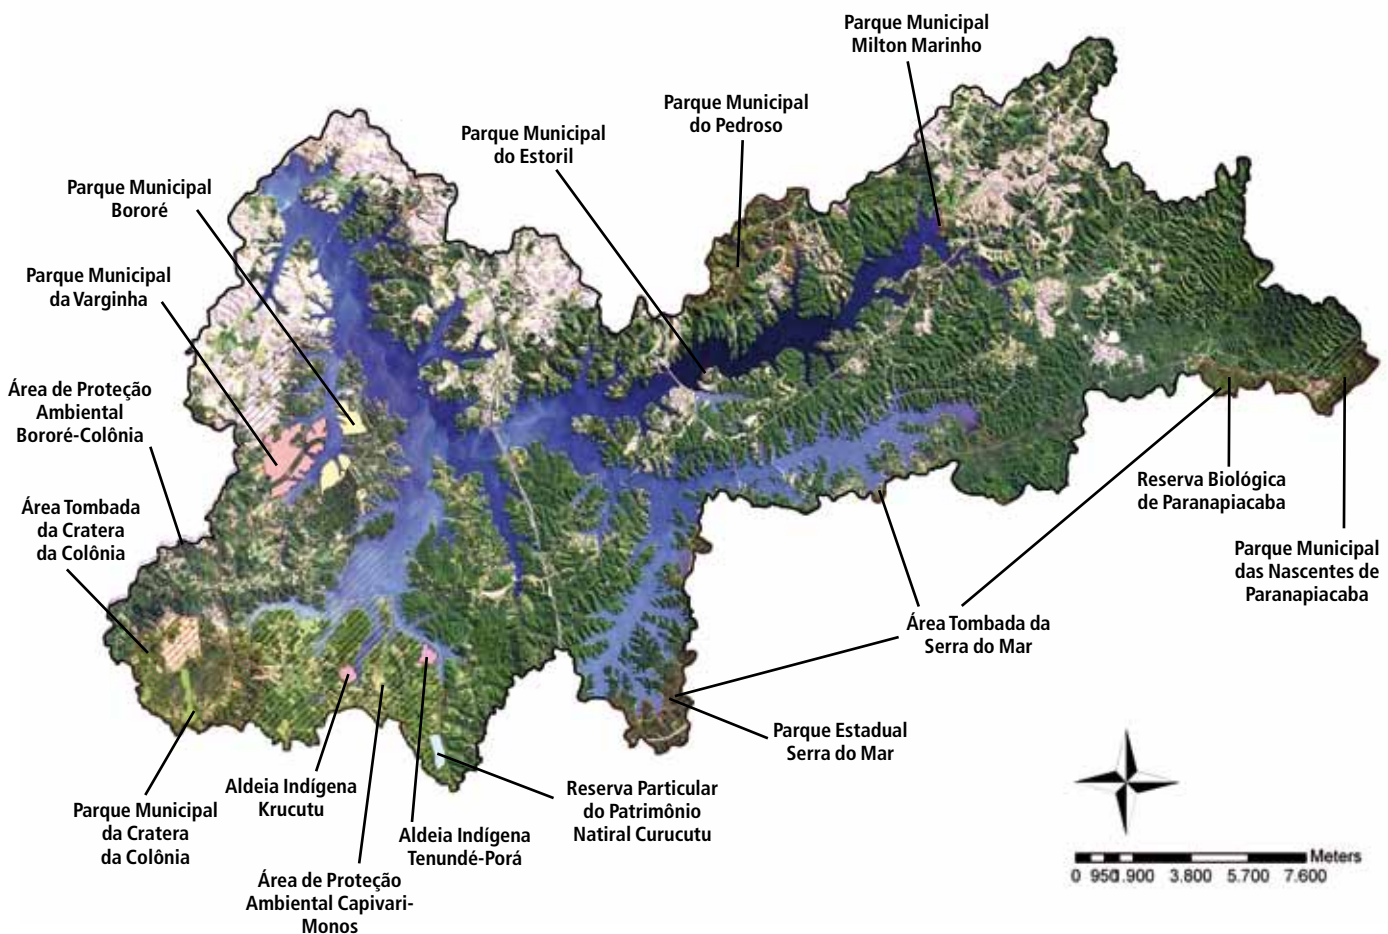 Parque Municipal
Milton Marinho
Parque Municipal
do Pedroso
Parque Municipal
do Estoril
Parque Municipal
Bororé
Parque Municipal
da Varginha
Área de Proteção
Ambiental
Bororé-Colônia
Área Tombada
da Cratera
da Colônia
Reserva Biológica
de Paranapiacaba
Parque Municipal
das Nascentes de
Paranapiacaba
Área Tombada da
Serra do Mar
Parque Estadual
Serra do Mar
Reserva Particular
do Patrimônio
Natiral Curucutu
Aldeia Indígena
Krucutu
Aldeia Indígena
Tenundé-Porá
Parque Municipal
da Cratera
da Colônia
Área de Proteção
Ambiental Capivari-
Monos
Meters
0 950 1.900 3.800 5.700 7.600